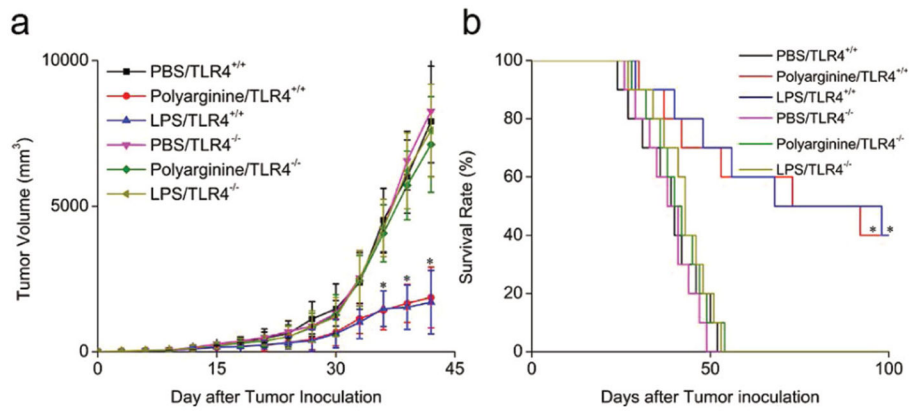 a
10000
5000
0
0
15
30
45
Tumor Volume (mm³)
Day after Tumor Inoculation
PBS/TLR4⁺/⁺
Polyarginine/TLR4⁺/⁺
LPS/TLR4⁺/⁺
PBS/TLR4⁻/⁻
Polyarginine/TLR4⁻/⁻
LPS/TLR4⁻/⁻
* * *
b
100
80
60
40
20
0
0
50
100
Survival Rate (%)
Days after Tumor inoculation
PBS/TLR4⁺/⁺
Polyarginine/TLR4⁺/⁺
LPS/TLR4⁺/⁺
PBS/TLR4⁻/⁻
Polyarginine/TLR4⁻/⁻
LPS/TLR4⁻/⁻
* *